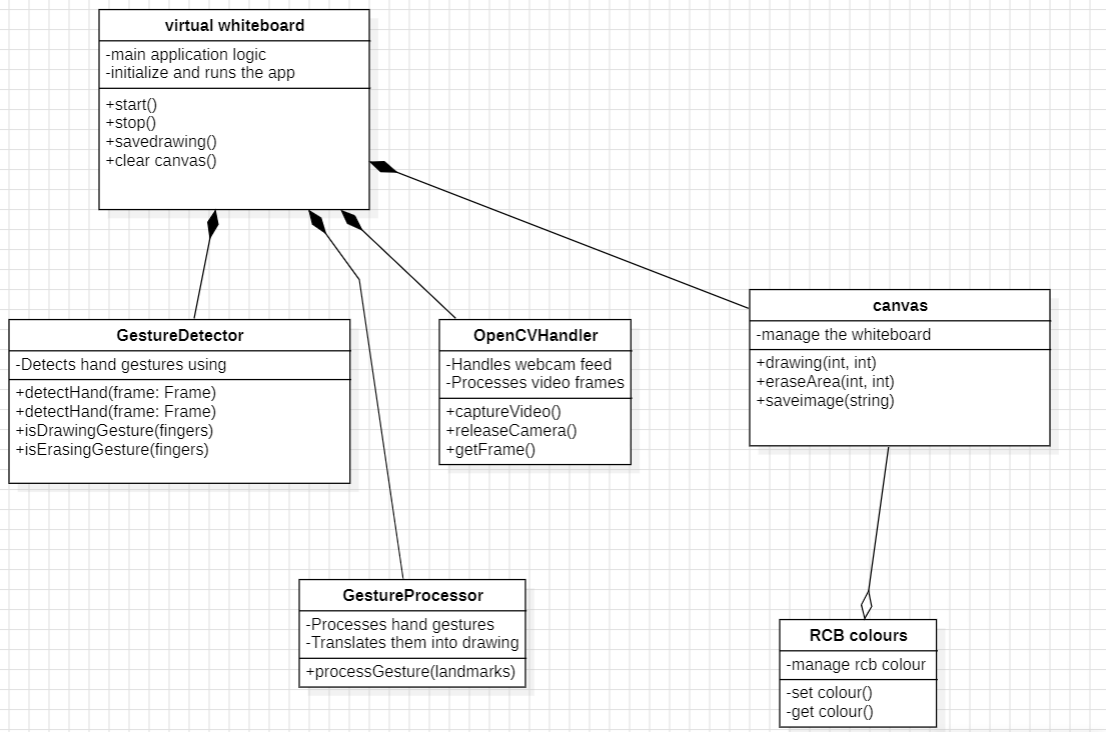 virtual whiteboard
-main application logic
-initialize and runs the app
+start()
+stop()
+savedrawing()
+clear canvas()
GestureDetector
-Detects hand gestures using
+detectHand(frame: Frame)
+detectHand(frame: Frame)
+isDrawingGesture(fingers)
+isErasingGesture(fingers)
OpenCVHandler
-Handles webcam feed
-Processes video frames
+captureVideo()
+releaseCamera()
+getFrame()
canvas
-manage the whiteboard
+drawing(int, int)
+eraseArea(int, int)
+saveimage(string)
GestureProcessor
-Processes hand gestures
-Translates them into drawing
+processGesture(landmarks)
RCB colours
-manage rcb colour
-set colour()
-get colour()